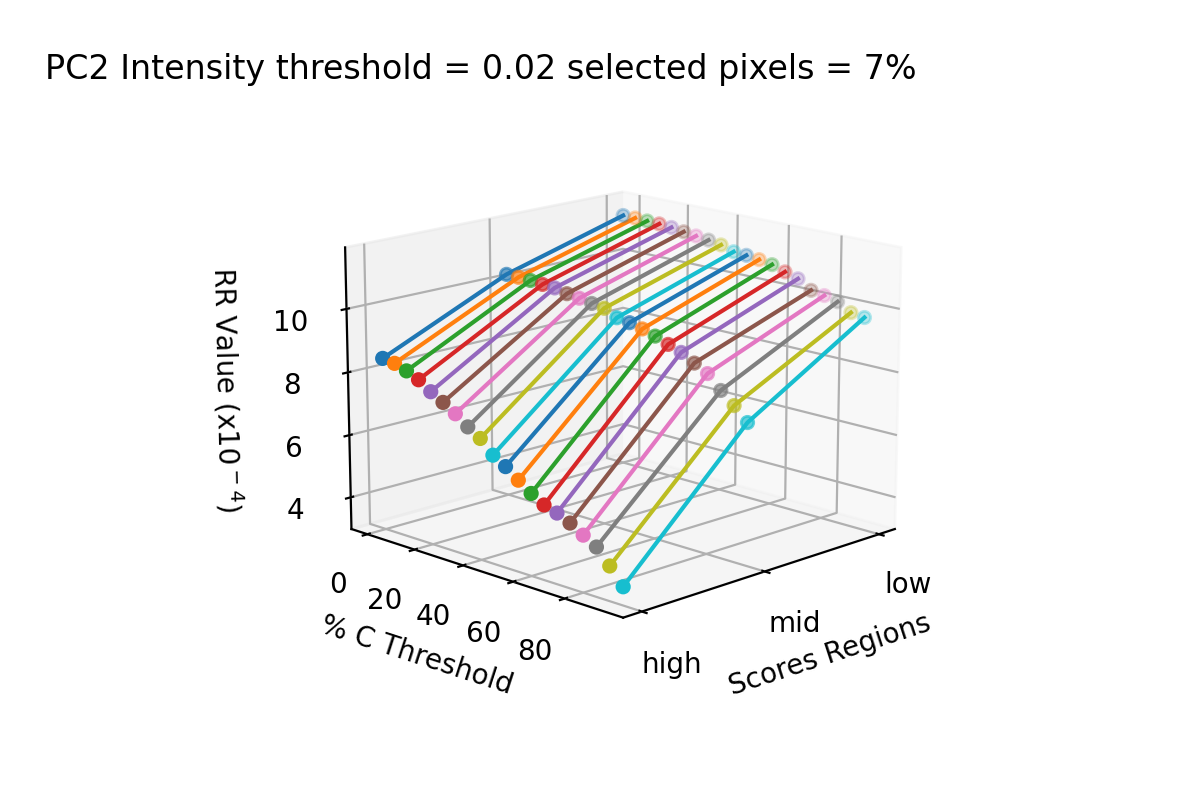 PC2 Intensity threshold = 0.02 selected pixels = 7%
RR Value (x10⁻⁴)
10
8
6
4
0
20
40
60
80
% C Threshold
high
mid
low
Scores Regions